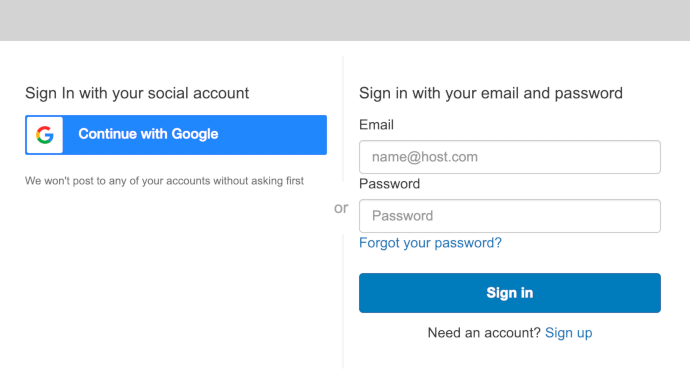 Sign In with your social account
Continue with Google
We won't post to any of your accounts without asking first
or
Sign in with your email and password
Email
name@host.com
Password
Password
Forgot your password?
Sign in
Need an account? Sign up